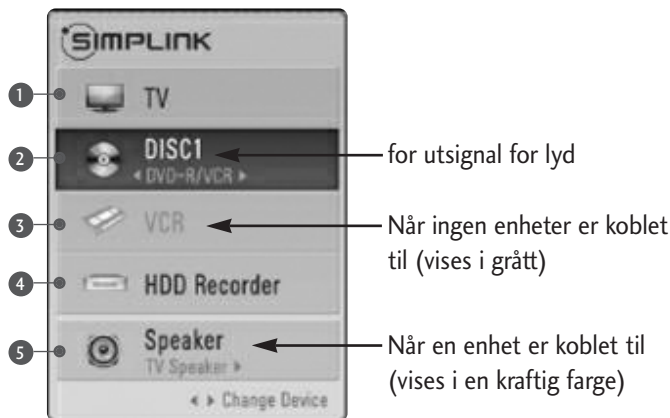 SIMPLINK
1 TV
2 DISC1
◂ DVD-R/VCR ▸
for utsignal for lyd
3 VCR
Når ingen enheter er koblet
til (vises i grått)
4 HDD Recorder
5 Speaker
TV Speaker ▸
Når en enhet er koblet til
(vises i en kraftig farge)
◂ ▸ Change Device